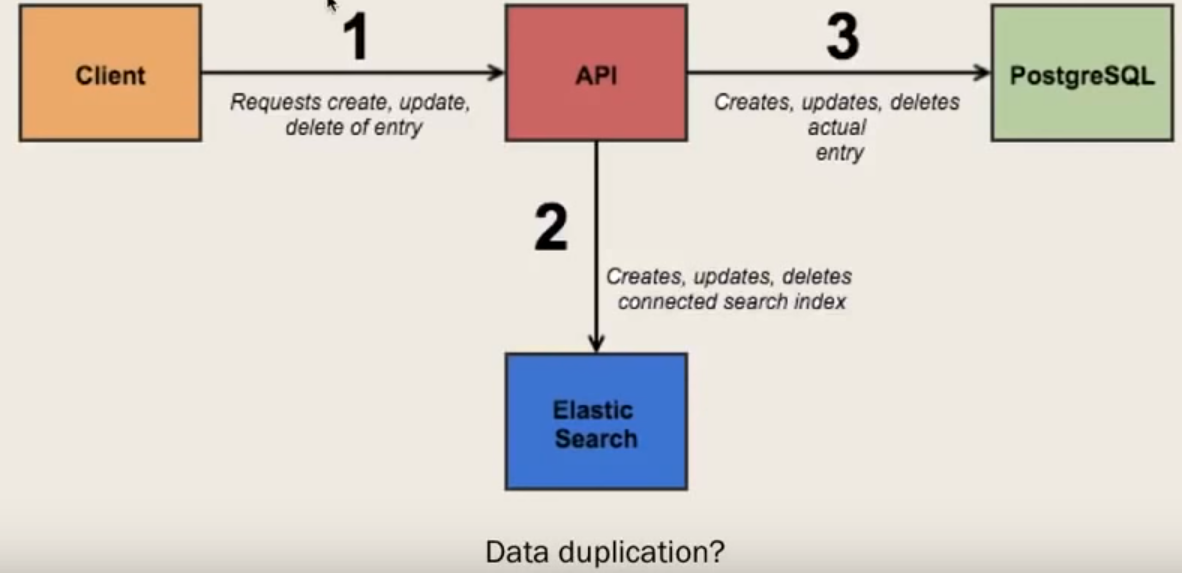 1
3
Client
API
PostgreSQL
Requests create, update,
delete of entry
Creates, updates, deletes
actual
entry
2
Creates, updates, deletes
connected search index
Elastic
Search
Data duplication?